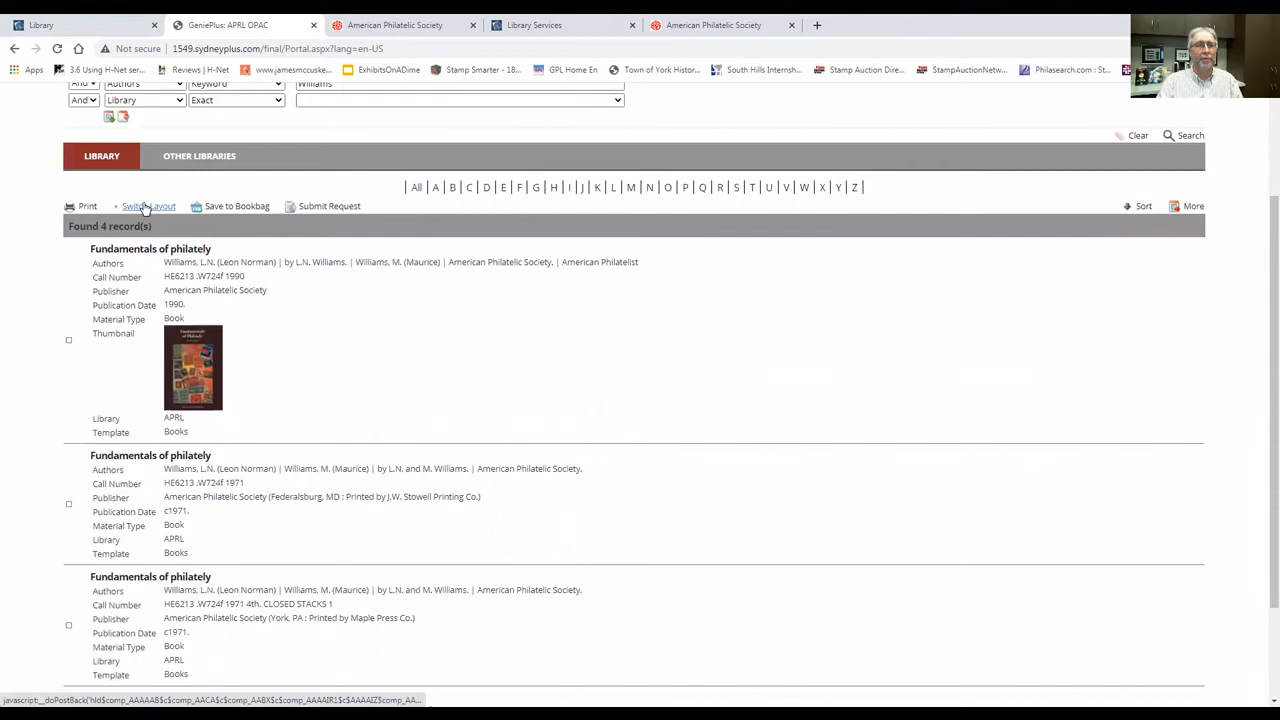 Library × GeniePlus: APRL OPAC × American Philatelic Society × Library Services × American Philatelic Society × +
Not secure | 1549.sydneyplus.com/final/Portal.aspx?lang=en-US
Apps 3.6 Using H-Net ser... Reviews | H-Net www.jamesmccuske... ExhibitsOnADime Stamp Smarter - 18... GPL Home En Town of York Histor... South Hills Internsh... Stamp Auction Dire... StampAuctionNetw... Philasearch.com : St...
And Authors Keyword Williams
And Library Exact
Clear Search
LIBRARY OTHER LIBRARIES
| All | A | B | C | D | E | F | G | H | I | J | K | L | M | N | O | P | Q | R | S | T | U | V | W | X | Y | Z |
Print Switch Layout Save to Bookbag Submit Request Sort More
Found 4 record(s)
Fundamentals of philately
Authors Williams, L.N. (Leon Norman) | by L.N. Williams. | Williams, M. (Maurice) | American Philatelic Society. | American Philatelist
Call Number HE6213 .W724f 1990
Publisher American Philatelic Society
Publication Date 1990.
Material Type Book
Thumbnail
Fundamentals
of Philately
Library APRL
Template Books
Fundamentals of philately
Authors Williams, L.N. (Leon Norman) | Williams, M. (Maurice) | by L.N. and M. Williams. | American Philatelic Society.
Call Number HE6213 .W724f 1971
Publisher American Philatelic Society (Federalsburg, MD : Printed by J.W. Stowell Printing Co.)
Publication Date c1971.
Material Type Book
Library APRL
Template Books
Fundamentals of philately
Authors Williams, L.N. (Leon Norman) | Williams, M. (Maurice) | by L.N. and M. Williams. | American Philatelic Society.
Call Number HE6213 .W724f 1971 4th. CLOSED STACKS 1
Publisher American Philatelic Society (York, PA : Printed by Maple Press Co.)
Publication Date c1971.
Material Type Book
Library APRL
Template Books